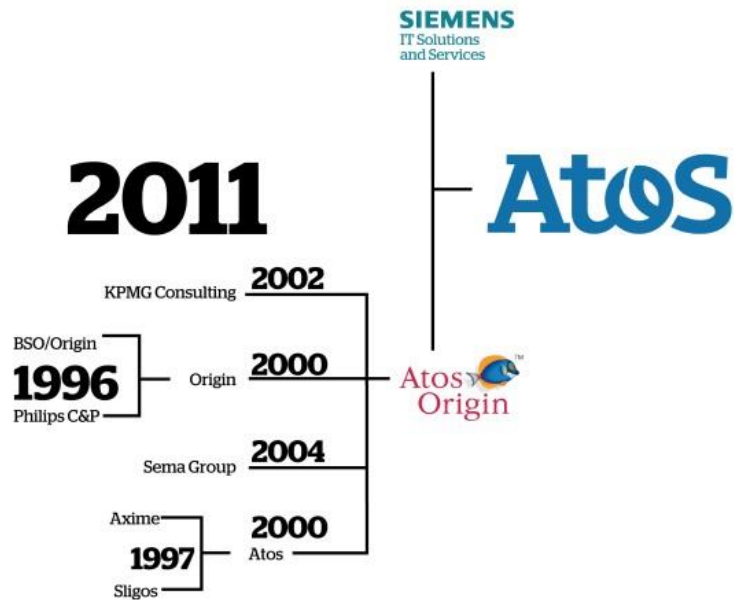 SIEMENS
IT Solutions
and Services
2011
Atos
KPMG Consulting
2002
BSO/Origin
1996
Philips C&P
Origin
2000
Atos
Origin
TM
Sema Group
2004
Axime
1997
Sligos
2000
Atos